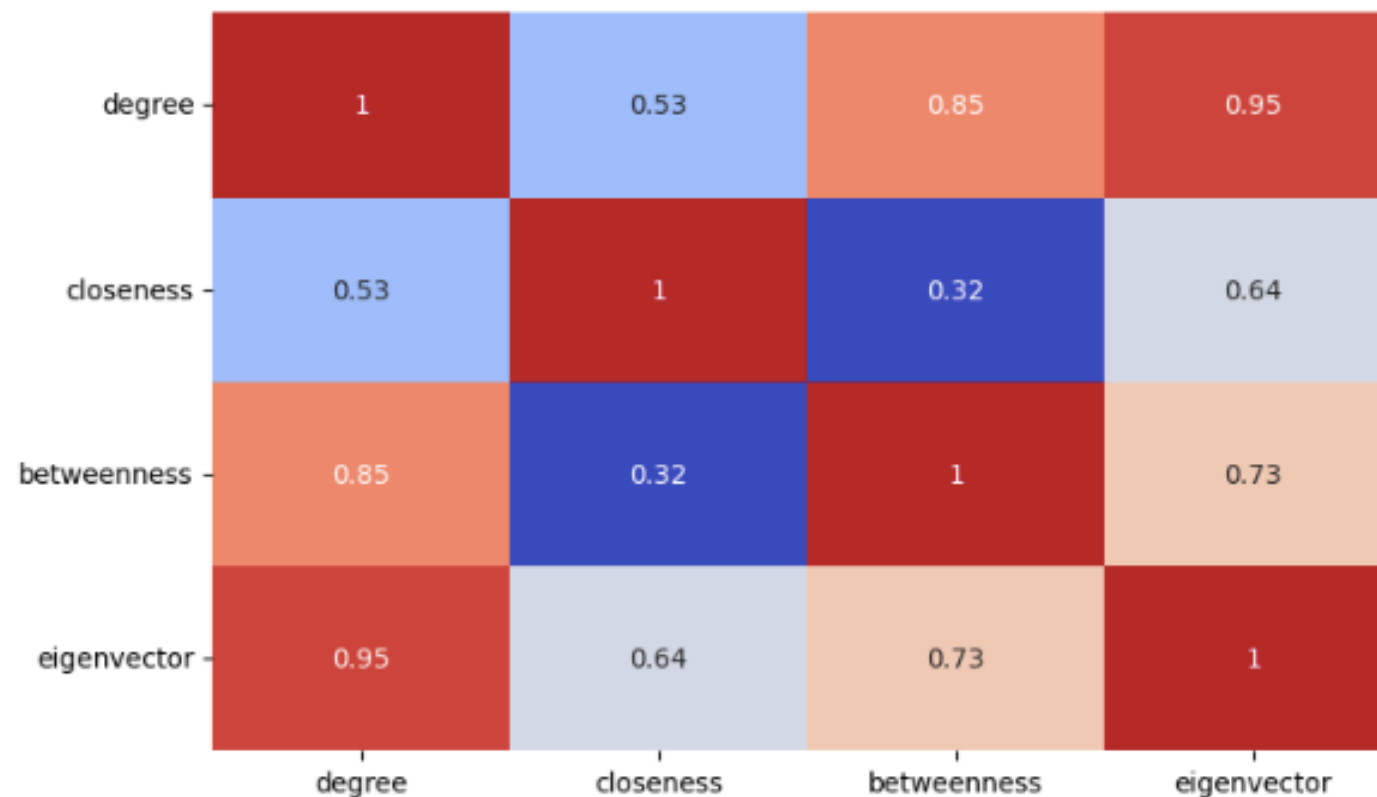 degree 1 0.53 0.85 0.95
closeness 0.53 1 0.32 0.64
betweenness 0.85 0.32 1 0.73
eigenvector 0.95 0.64 0.73 1
degree closeness betweenness eigenvector